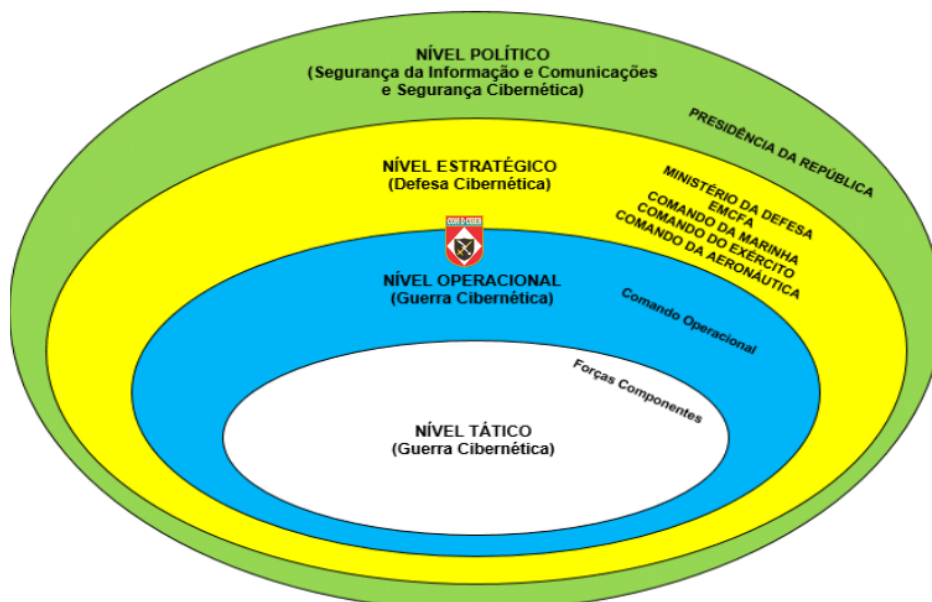 NÍVEL POLÍTICO
(Segurança da Informação e Comunicações
e Segurança Cibernética)
PRESIDÊNCIA DA REPÚBLICA
NÍVEL ESTRATÉGICO
(Defesa Cibernética)
MINISTÉRIO DA DEFESA
EMCFA
COMANDO DA MARINHA
COMANDO DO EXÉRCITO
COMANDO DA AERONÁUTICA
COM D CIBER
NÍVEL OPERACIONAL
(Guerra Cibernética)
Comando Operacional
Forças Componentes
NÍVEL TÁTICO
(Guerra Cibernética)